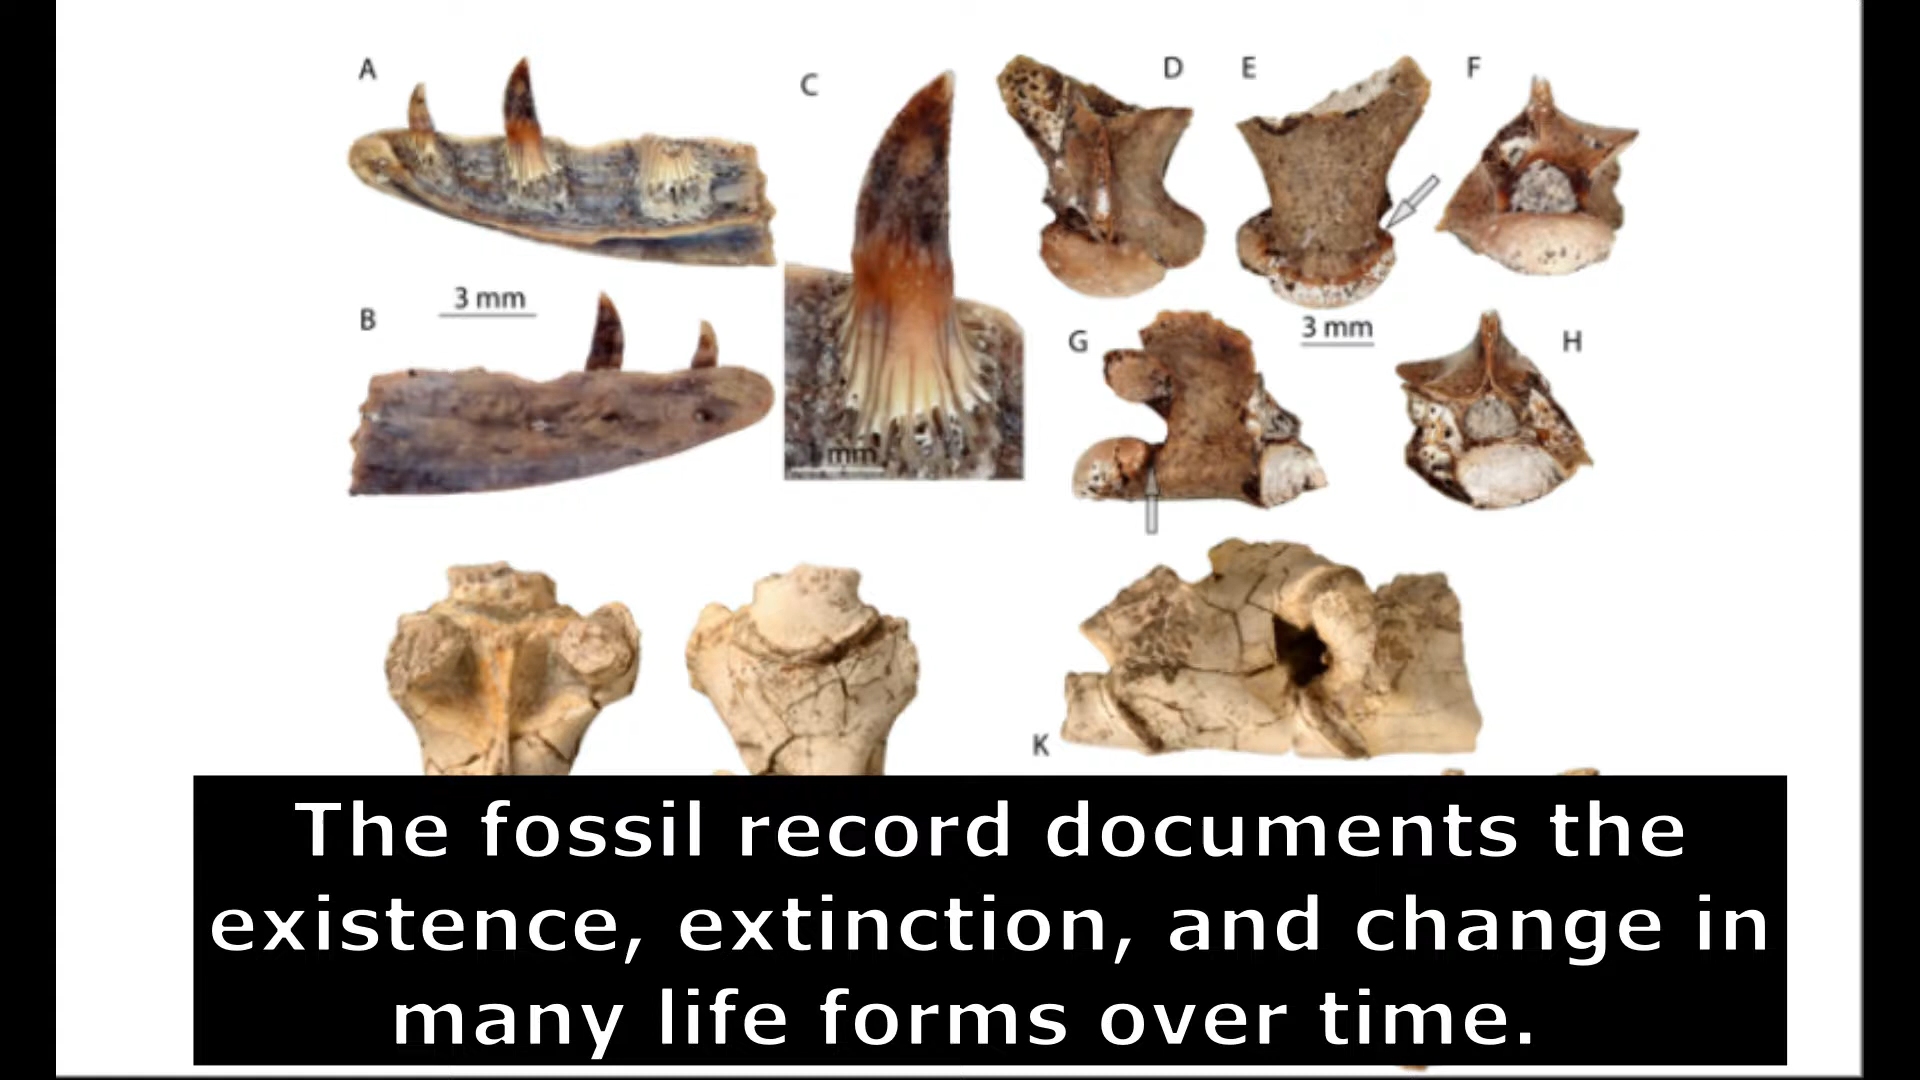 A
C
D
E
F
3 mm
B
3 mm
G
H
mm
K
The fossil record documents the
existence, extinction, and change in
many life forms over time.